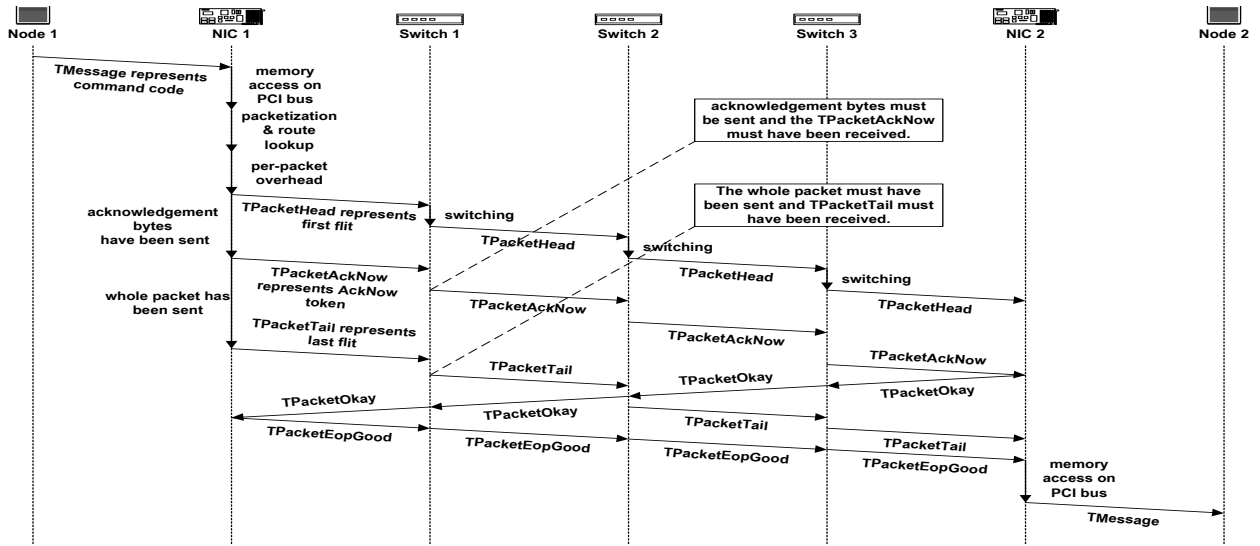 Node 1
NIC 1
Switch 1
Switch 2
Switch 3
NIC 2
Node 2
TMessage represents
command code
memory
access on
PCI bus
packetization
& route
lookup
per-packet
overhead
acknowledgement bytes must
be sent and the TPacketAckNow
must have been received.
The whole packet must have
been sent and TPacketTail must
have been received.
TPacketHead represents
first flit
switching
TPacketHead
switching
TPacketHead
switching
TPacketHead
acknowledgement
bytes
have been sent
TPacketAckNow
represents AckNow
token
TPacketAckNow
TPacketAckNow
TPacketAckNow
whole packet has
been sent
TPacketTail represents
last flit
TPacketTail
TPacketOkay
TPacketOkay
TPacketOkay
TPacketOkay
TPacketTail
TPacketTail
TPacketEopGood
TPacketEopGood
TPacketEopGood
TPacketEopGood
memory
access on
PCI bus
TMessage